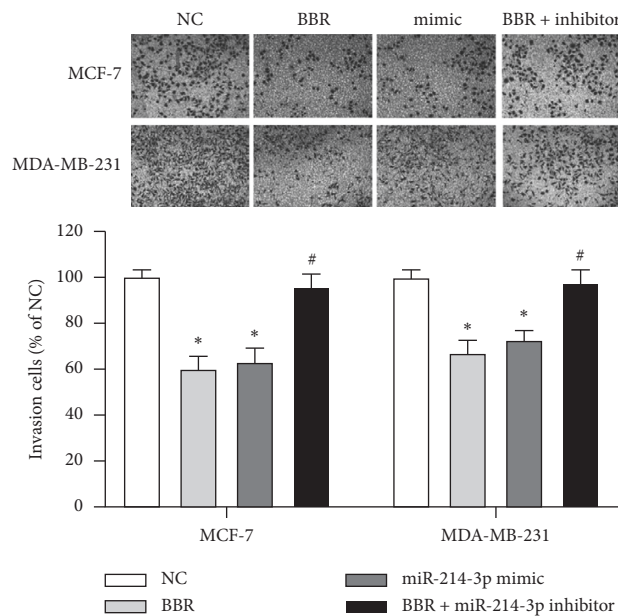 NC BBR mimic BBR + inhibitor
MCF-7
MDA-MB-231
120
100
80
60
40
20
0
Invasion cells (% of NC)
* * #
* * #
MCF-7 MDA-MB-231
NC miR-214-3p mimic
BBR BBR + miR-214-3p inhibitor